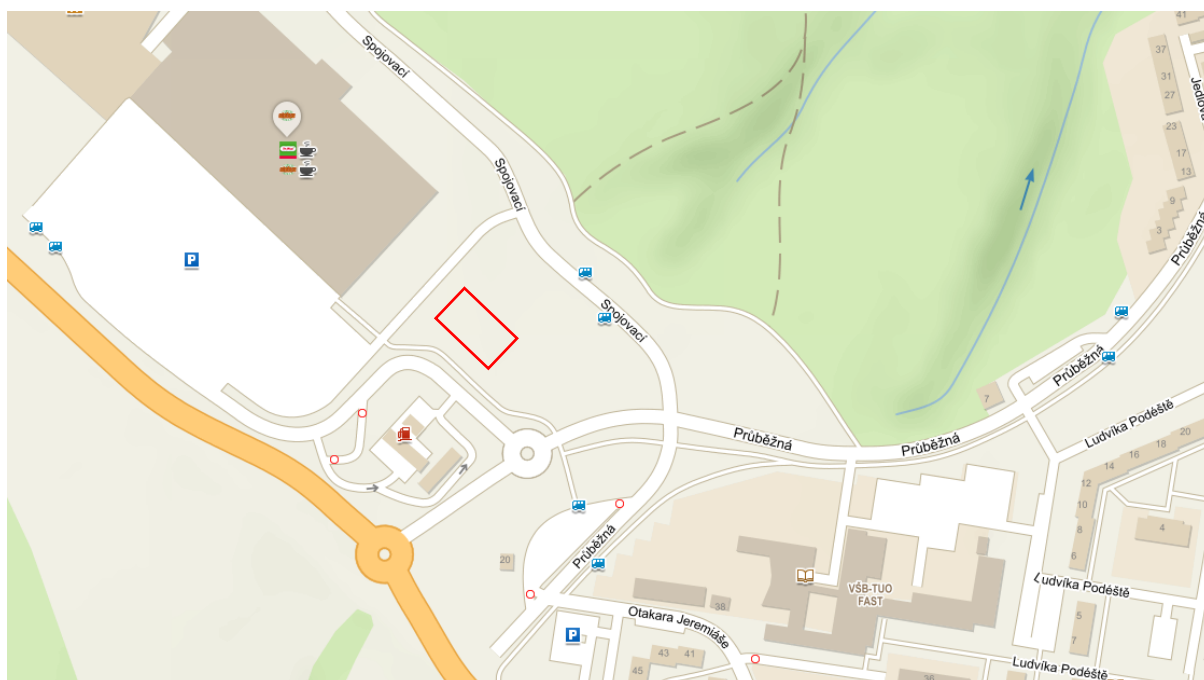 Spojovací
Spojovací
Spojovací
Průběžná
Průběžná
Průběžná
Průběžná
Průběžná
Jedlová
Ludvíka Podéště
Ludvíka Podéště
Ludvíka Podéště
Otakara Jeremiáše
VŠB-TUO
FAST
P
P
41
37
31
27
23
17
13
9
3
7
20
18
16
14
12
10
8
6
4
5
7
20
38
43
41
45
36